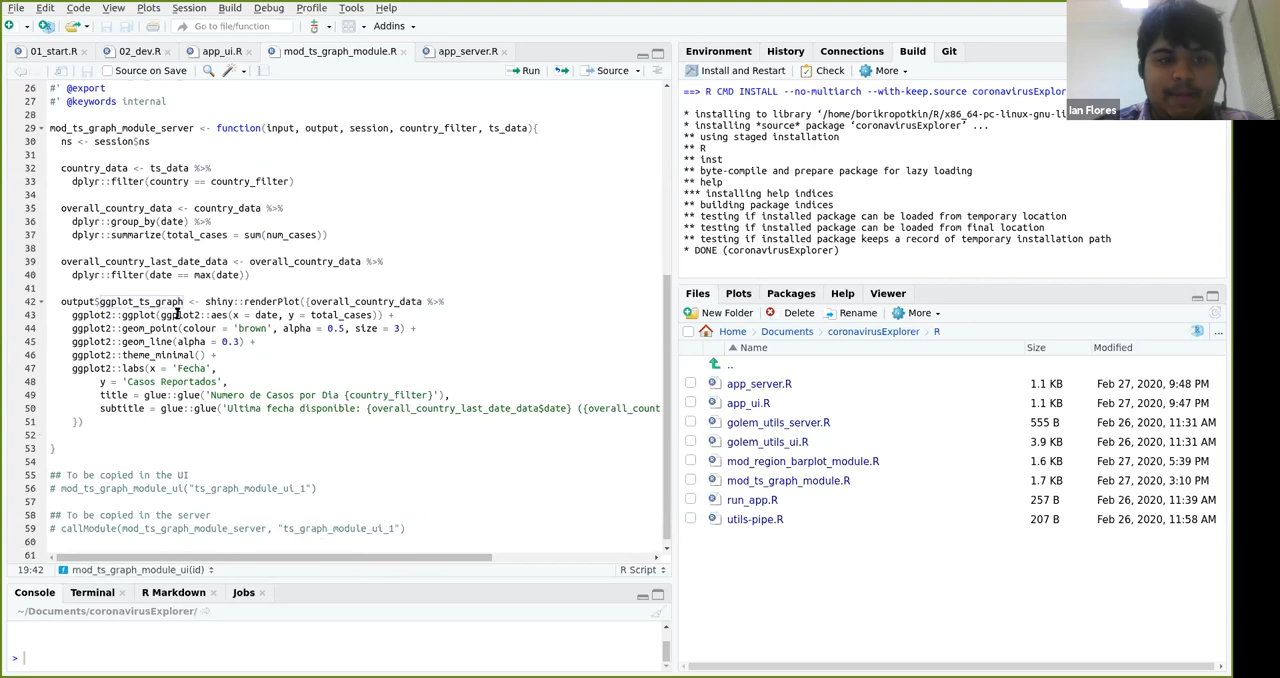 File Edit Code View Plots Session Build Debug Profile Tools Help
Go to file/function Addins
01_start.R 02_dev.R app_ui.R mod_ts_graph_module.R app_server.R
Source on Save Run Source
26 #' @export
27 #' @keywords internal
28
29 mod_ts_graph_module_server <- function(input, output, session, country_filter, ts_data){
30 ns <- session$ns
31
32 country_data <- ts_data %>%
33 dplyr::filter(country == country_filter)
34
35 overall_country_data <- country_data %>%
36 dplyr::group_by(date) %>%
37 dplyr::summarize(total_cases = sum(num_cases))
38
39 overall_country_last_date_data <- overall_country_data %>%
40 dplyr::filter(date == max(date))
41
42 output$ggplot_ts_graph <- shiny::renderPlot({overall_country_data %>%
43 ggplot2::ggplot(ggplot2::aes(x = date, y = total_cases)) +
44 ggplot2::geom_point(colour = 'brown', alpha = 0.5, size = 3) +
45 ggplot2::geom_line(alpha = 0.3) +
46 ggplot2::theme_minimal() +
47 ggplot2::labs(x = 'Fecha',
48 y = 'Casos Reportados',
49 title = glue::glue('Numero de Casos por Dia {country_filter}'),
50 subtitle = glue::glue('Ultima fecha disponible: {overall_country_last_date_data$date} ({overall_count
51 })
52
53 }
54
55 ## To be copied in the UI
56 # mod_ts_graph_module_ui("ts_graph_module_ui_1")
57
58 ## To be copied in the server
59 # callModule(mod_ts_graph_module_server, "ts_graph_module_ui_1")
60
61
19:42 mod_ts_graph_module_ui(id) R Script
Console Terminal R Markdown Jobs
~/Documents/coronavirusExplorer/
>
Environment History Connections Build Git
Install and Restart Check More
==> R CMD INSTALL --no-multiarch --with-keep.source coronavirusExplor
* installing to library ‘/home/borikropotkin/R/x86_64-pc-linux-gnu-li
* installing *source* package ‘coronavirusExplorer’ ...
** using staged installation
** R
** inst
** byte-compile and prepare package for lazy loading
** help
*** installing help indices
** building package indices
** testing if installed package can be loaded from temporary location
** testing if installed package can be loaded from final location
** testing if installed package keeps a record of temporary installation path
* DONE (coronavirusExplorer)
Files Plots Packages Help Viewer
New Folder Delete Rename More
Home Documents coronavirusExplorer R ...
Name Size Modified
..
app_server.R 1.1 KB Feb 27, 2020, 9:48 PM
app_ui.R 1.1 KB Feb 27, 2020, 9:47 PM
golem_utils_server.R 555 B Feb 26, 2020, 11:31 AM
golem_utils_ui.R 3.9 KB Feb 26, 2020, 11:31 AM
mod_region_barplot_module.R 1.6 KB Feb 27, 2020, 5:39 PM
mod_ts_graph_module.R 1.7 KB Feb 27, 2020, 3:10 PM
run_app.R 257 B Feb 26, 2020, 11:39 AM
utils-pipe.R 207 B Feb 26, 2020, 11:58 AM
Ian Flores